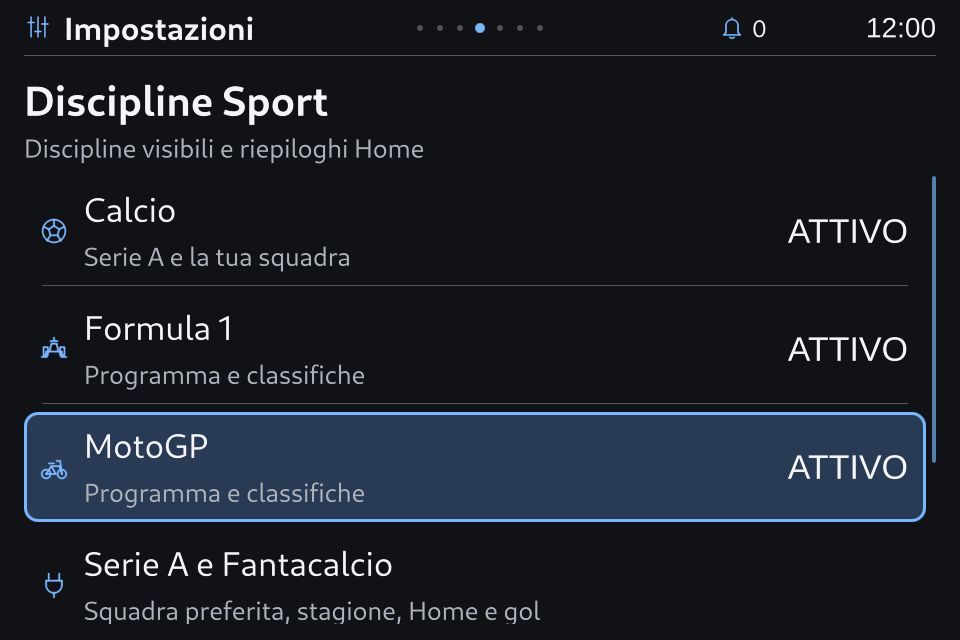 Impostazioni
0
12:00
Discipline Sport
Discipline visibili e riepiloghi Home
Calcio
Serie A e la tua squadra
ATTIVO
Formula 1
Programma e classifiche
ATTIVO
MotoGP
Programma e classifiche
ATTIVO
Serie A e Fantacalcio
Squadra preferita, stagione, Home e gol